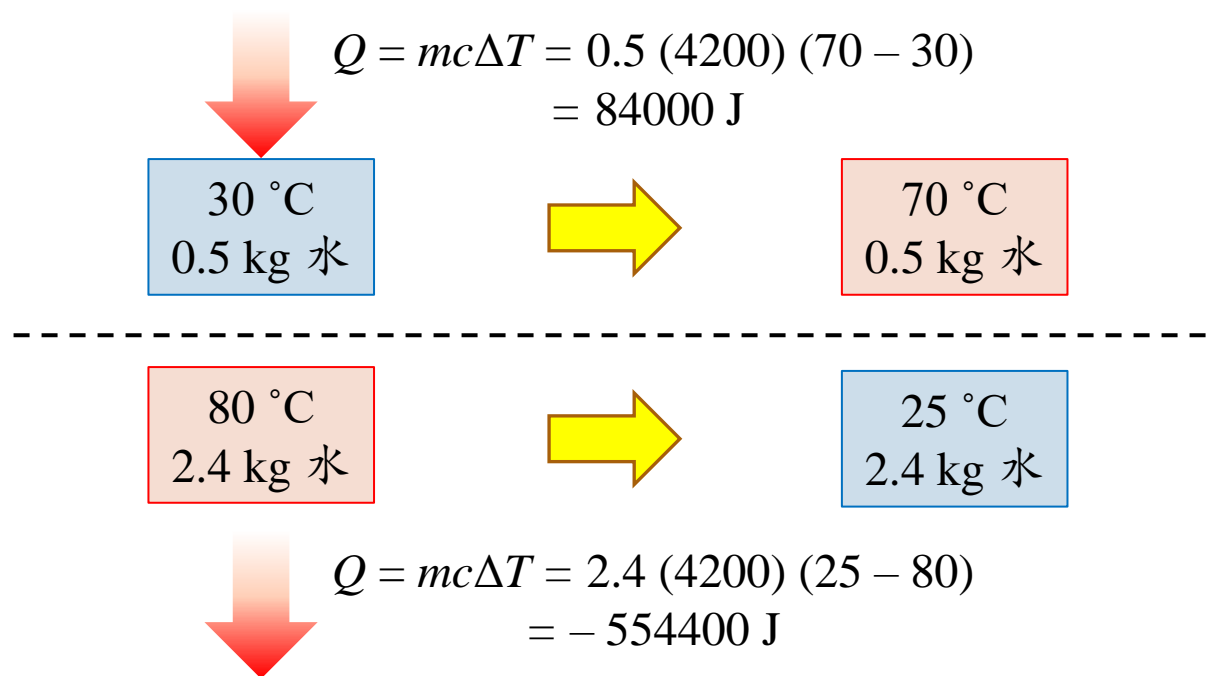 Q = mcΔT = 0.5 (4200) (70 – 30)
= 84000 J
30 ˚C
0.5 kg 水
70 ˚C
0.5 kg 水
80 ˚C
2.4 kg 水
25 ˚C
2.4 kg 水
Q = mcΔT = 2.4 (4200) (25 – 80)
= – 554400 J